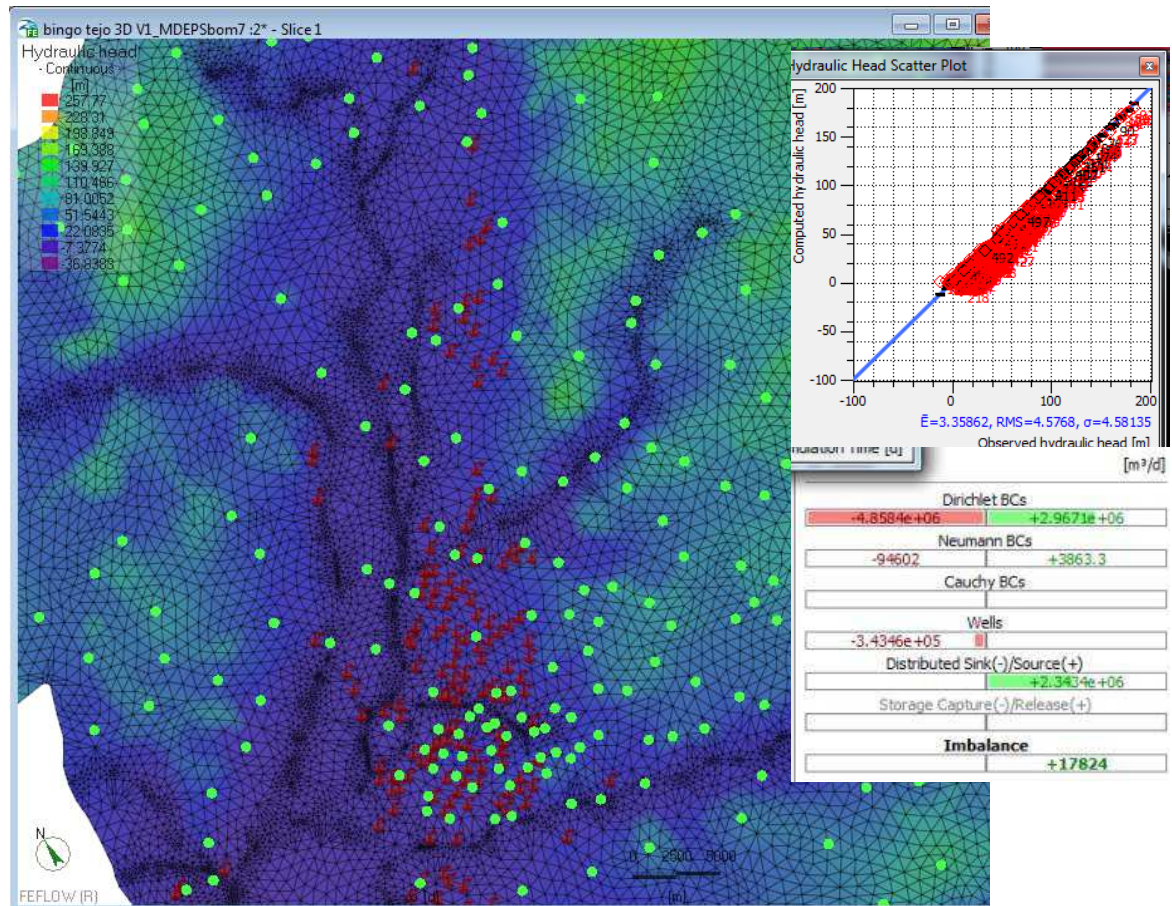 bingo tejo 3D V1_MDEPSbom7 :2* - Slice 1
Hydraulic head
- Continuous -
[m]
257.77
228.31
198.849
169.388
139.927
110.466
81.0052
51.5443
22.0835
-7.3774
-36.8383
N
FEFLOW (R)
0 2500 5000
[m]
Hydraulic Head Scatter Plot
Computed hydraulic head [m]
200
150
100
50
0
-50
-100
-100 0 100 200
497
492
218
Ē=3.35862, RMS=4.5768, σ=4.58135
Observed hydraulic head [m]
Simulation Time [d]
[m³/d]
Dirichlet BCs
-4.8584e+06 +2.9671e+06
Neumann BCs
-94602 +3863.3
Cauchy BCs
Wells
-3.4346e+05
Distributed Sink(-)/Source(+)
+2.3434e+06
Storage Capture(-)/Release(+)
Imbalance
+17824